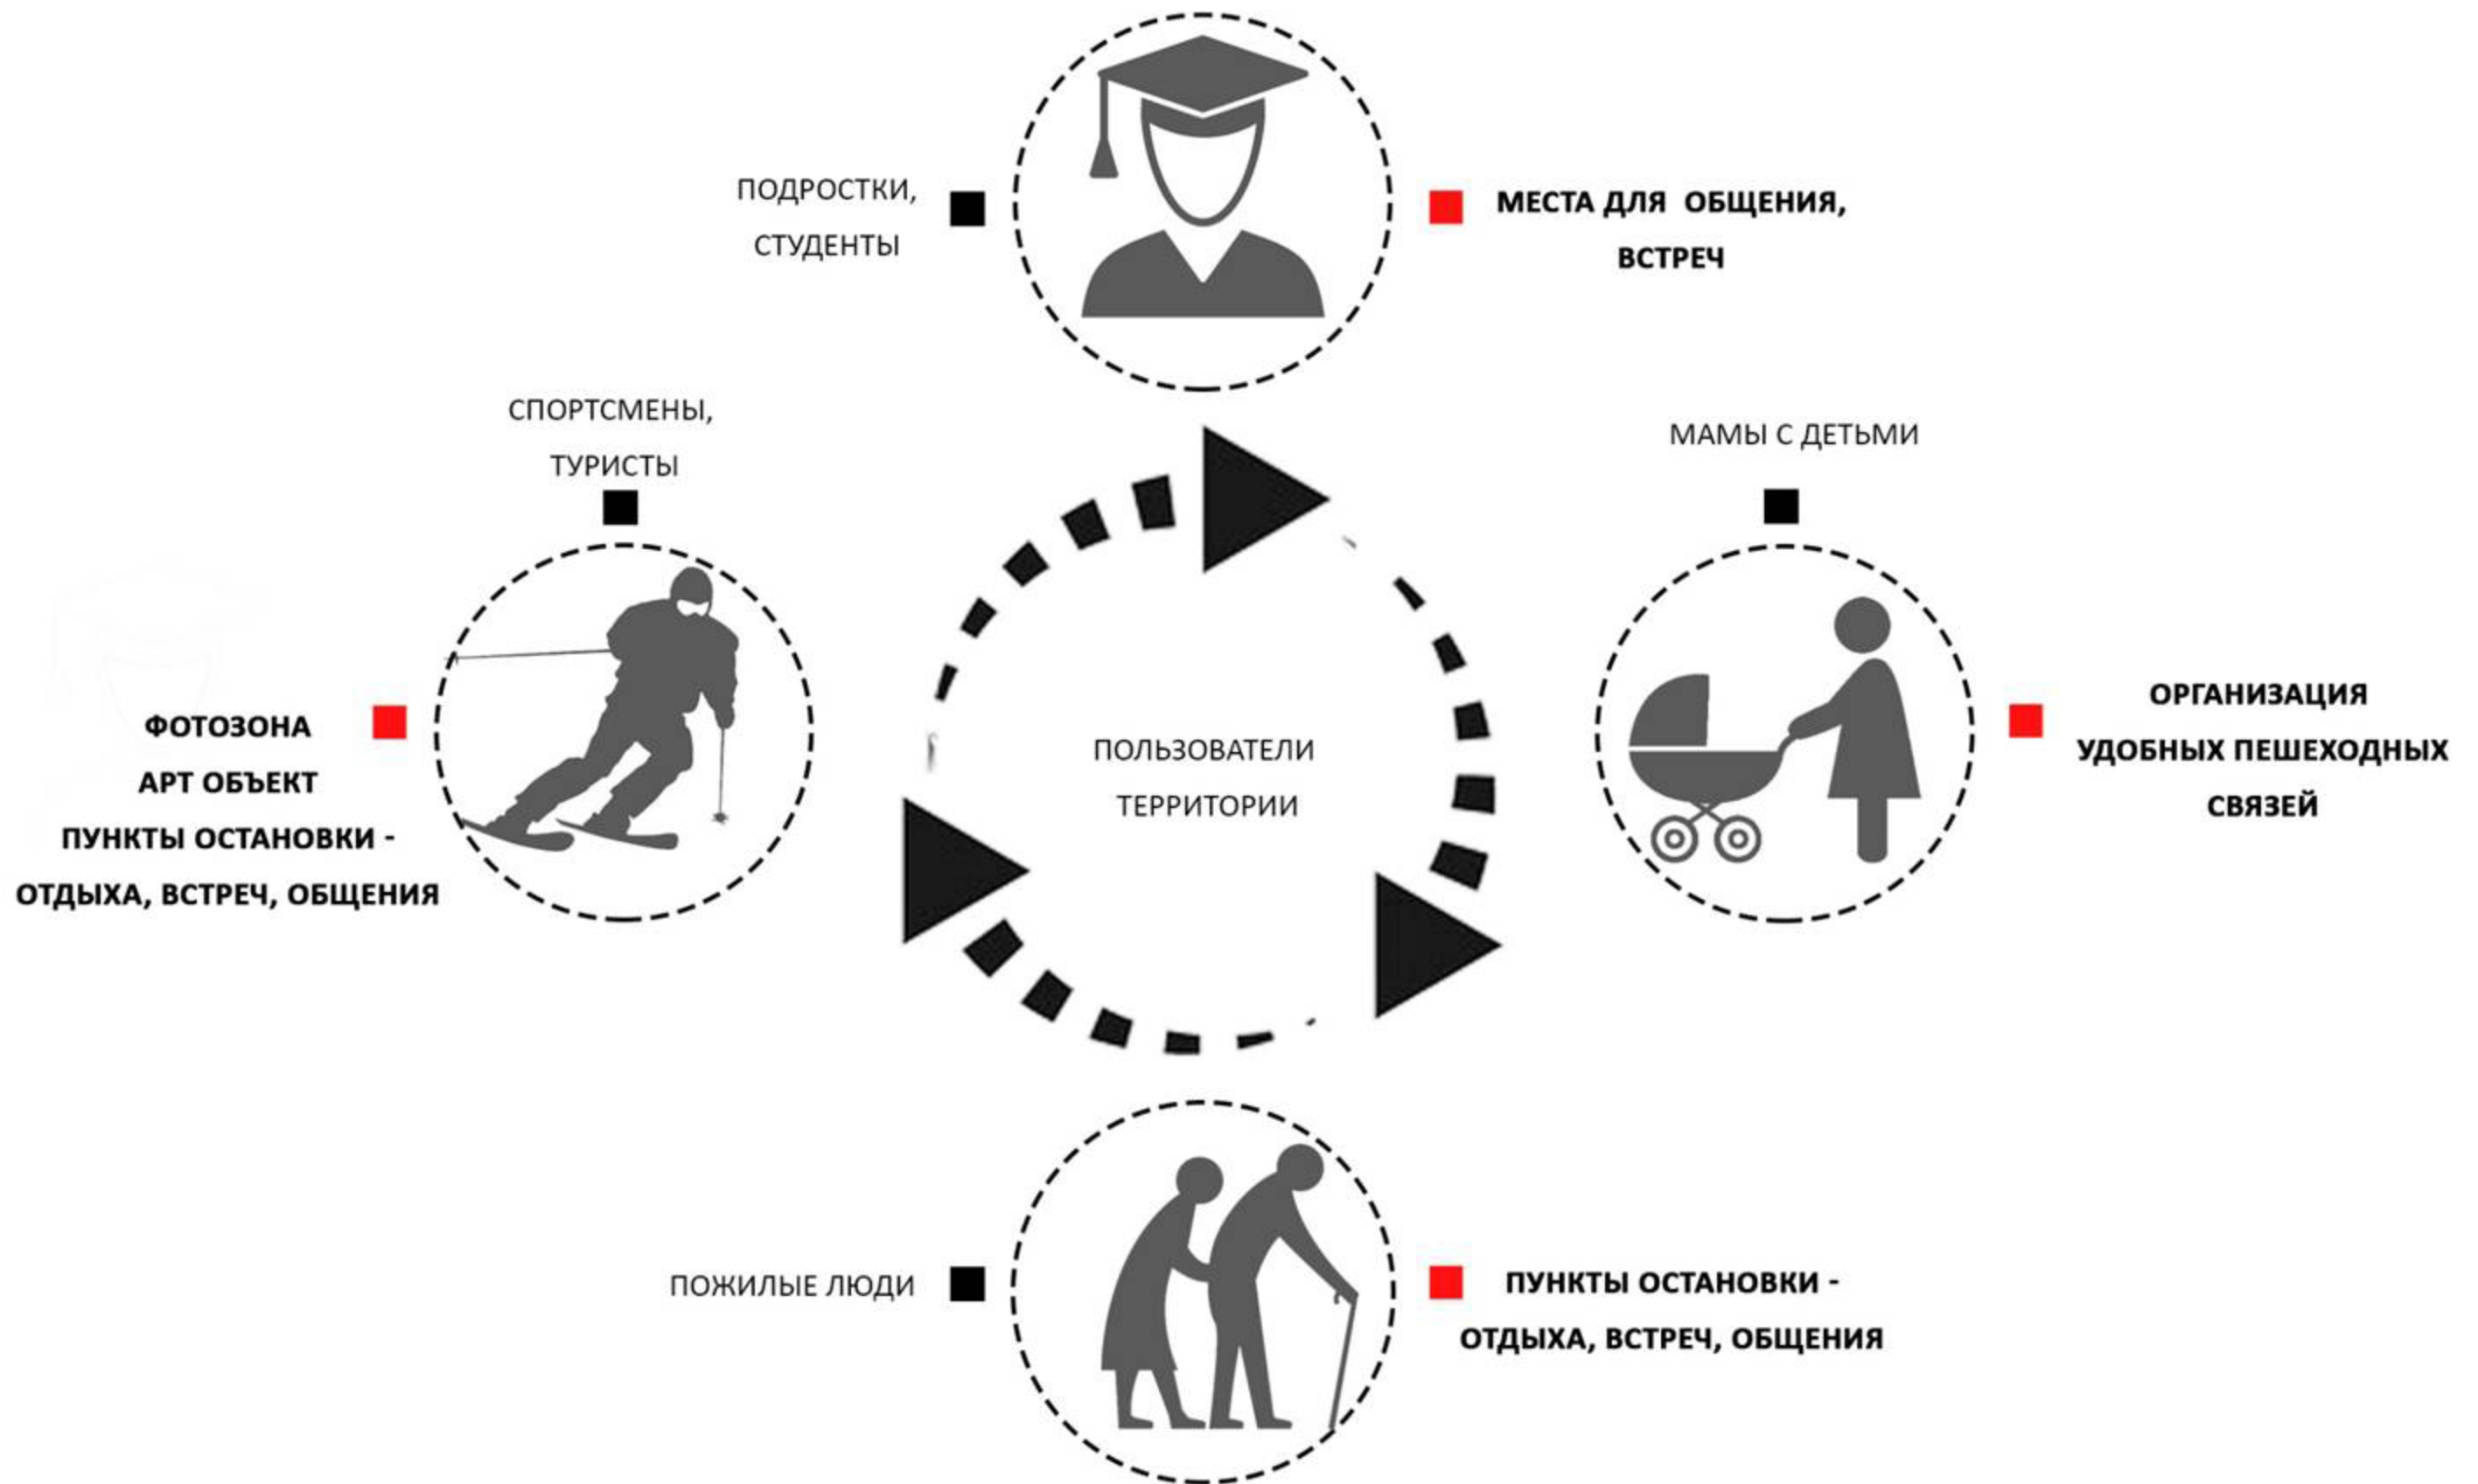 ПОДРОСТКИ,
СТУДЕНТЫ
МЕСТА ДЛЯ ОБЩЕНИЯ,
ВСТРЕЧ
СПОРТСМЕНЫ,
ТУРИСТЫ
МАМЫ С ДЕТЬМИ
ФОТОЗОНА
АРТ ОБЪЕКТ
ПУНКТЫ ОСТАНОВКИ -
ОТДЫХА, ВСТРЕЧ, ОБЩЕНИЯ
ПОЛЬЗОВАТЕЛИ
ТЕРРИТОРИИ
ОРГАНИЗАЦИЯ
УДОБНЫХ ПЕШЕХОДНЫХ
СВЯЗЕЙ
ПОЖИЛЫЕ ЛЮДИ
ПУНКТЫ ОСТАНОВКИ -
ОТДЫХА, ВСТРЕЧ, ОБЩЕНИЯ